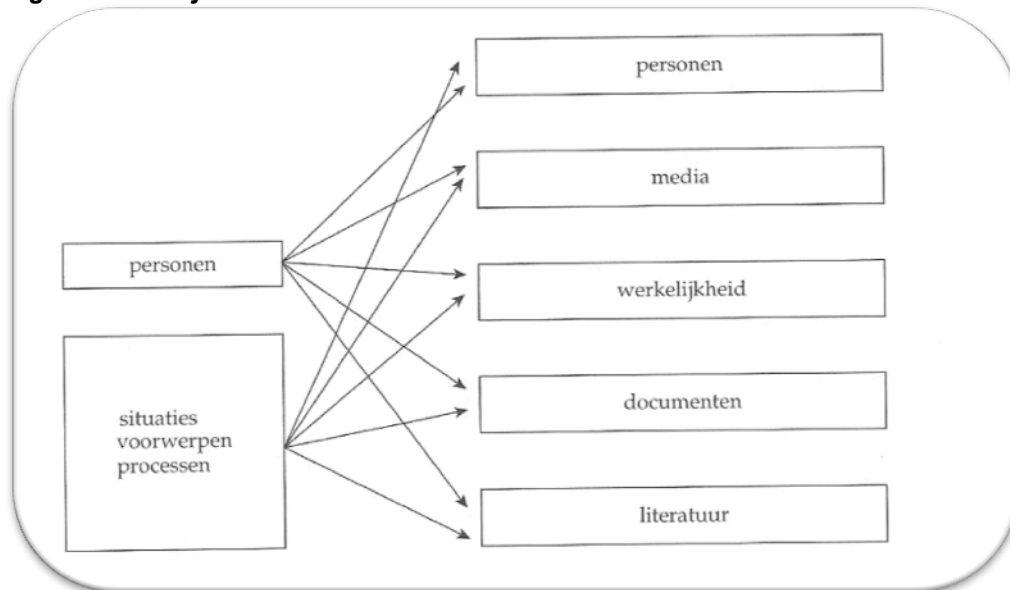 personen
media
personen
werkelijkheid
situaties
voorwerpen
processen
documenten
literatuur